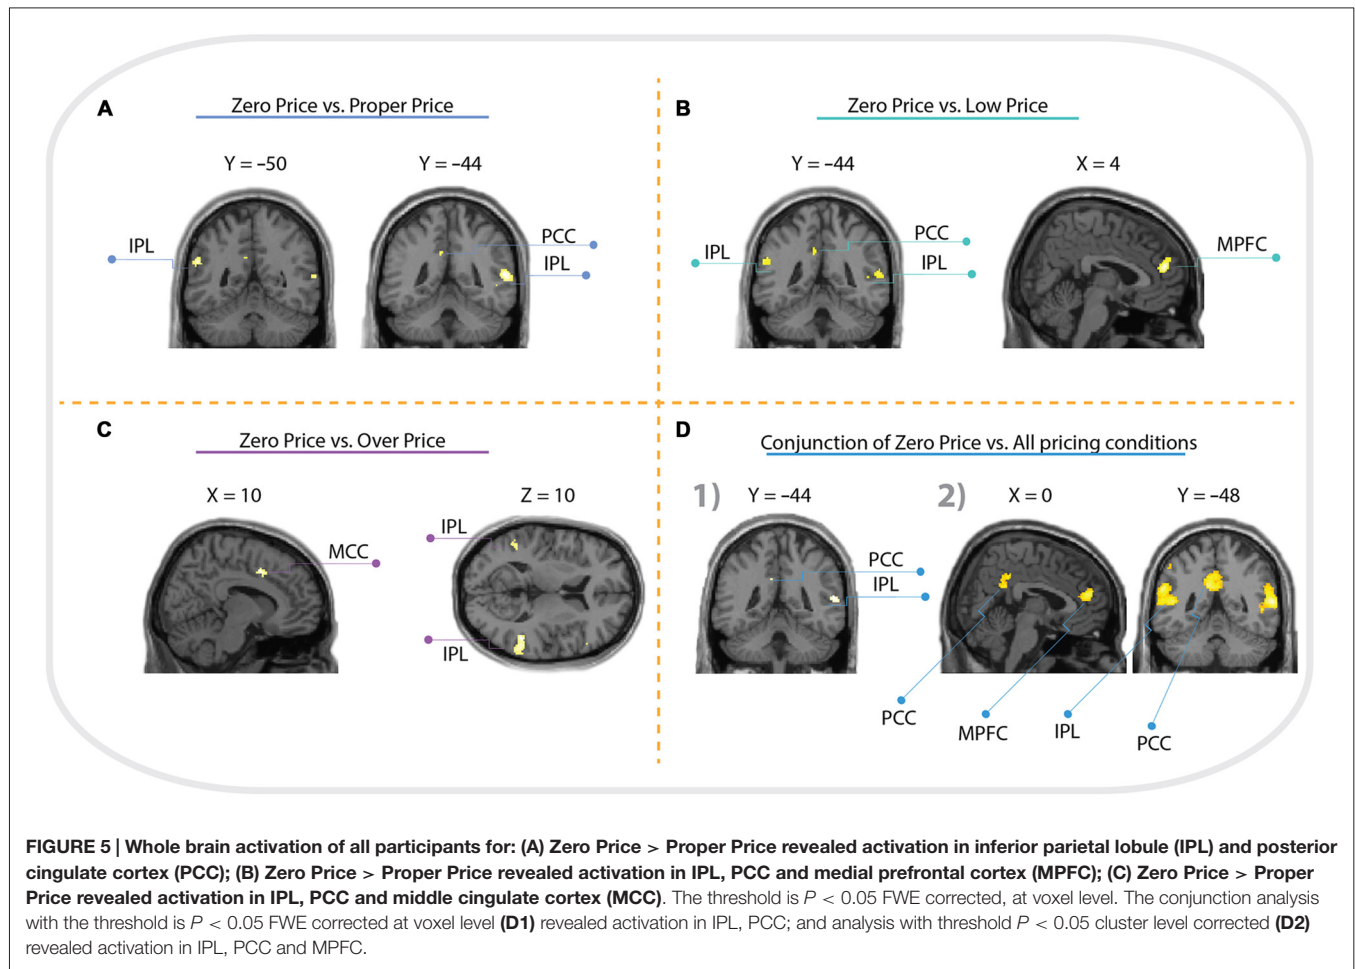 A
Zero Price vs. Proper Price
Y = –50
Y = –44
IPL
PCC
IPL
B
Zero Price vs. Low Price
Y = –44
X = 4
IPL
PCC
IPL
MPFC
C
Zero Price vs. Over Price
X = 10
Z = 10
MCC
IPL
IPL
D
Conjunction of Zero Price vs. All pricing conditions
1)
Y = –44
2)
X = 0
Y = –48
PCC
IPL
PCC
MPFC
IPL
PCC
FIGURE 5 | Whole brain activation of all participants for: (A) Zero Price > Proper Price revealed activation in inferior parietal lobule (IPL) and posterior
cingulate cortex (PCC); (B) Zero Price > Proper Price revealed activation in IPL, PCC and medial prefrontal cortex (MPFC); (C) Zero Price > Proper
Price revealed activation in IPL, PCC and middle cingulate cortex (MCC). The threshold is P < 0.05 FWE corrected, at voxel level. The conjunction analysis
with the threshold is P < 0.05 FWE corrected at voxel level (D1) revealed activation in IPL, PCC; and analysis with threshold P < 0.05 cluster level corrected (D2)
revealed activation in IPL, PCC and MPFC.